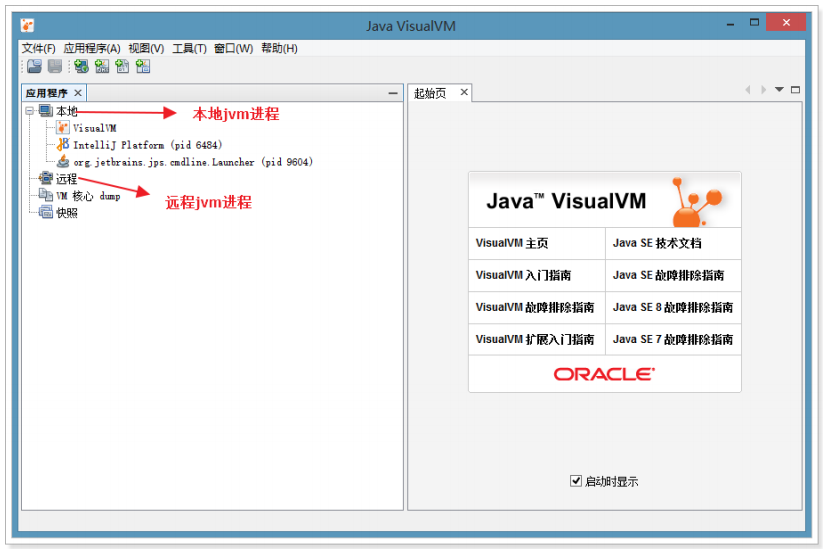 Java VisualVM
文件(F) 应用程序(A) 视图(V) 工具(T) 窗口(W) 帮助(H)
应用程序
起始页
本地
本地jvm进程
VisualVM
IntelliJ Platform (pid 6484)
org.jetbrains.jps.cmdline.Launcher (pid 9604)
远程
远程jvm进程
VM 核心 dump
快照
Java™ VisualVM
VisualVM 主页
Java SE 技术文档
VisualVM 入门指南
Java SE 故障排除指南
VisualVM 故障排除指南
Java SE 8 故障排除指南
VisualVM 扩展入门指南
Java SE 7 故障排除指南
ORACLE
启动时显示